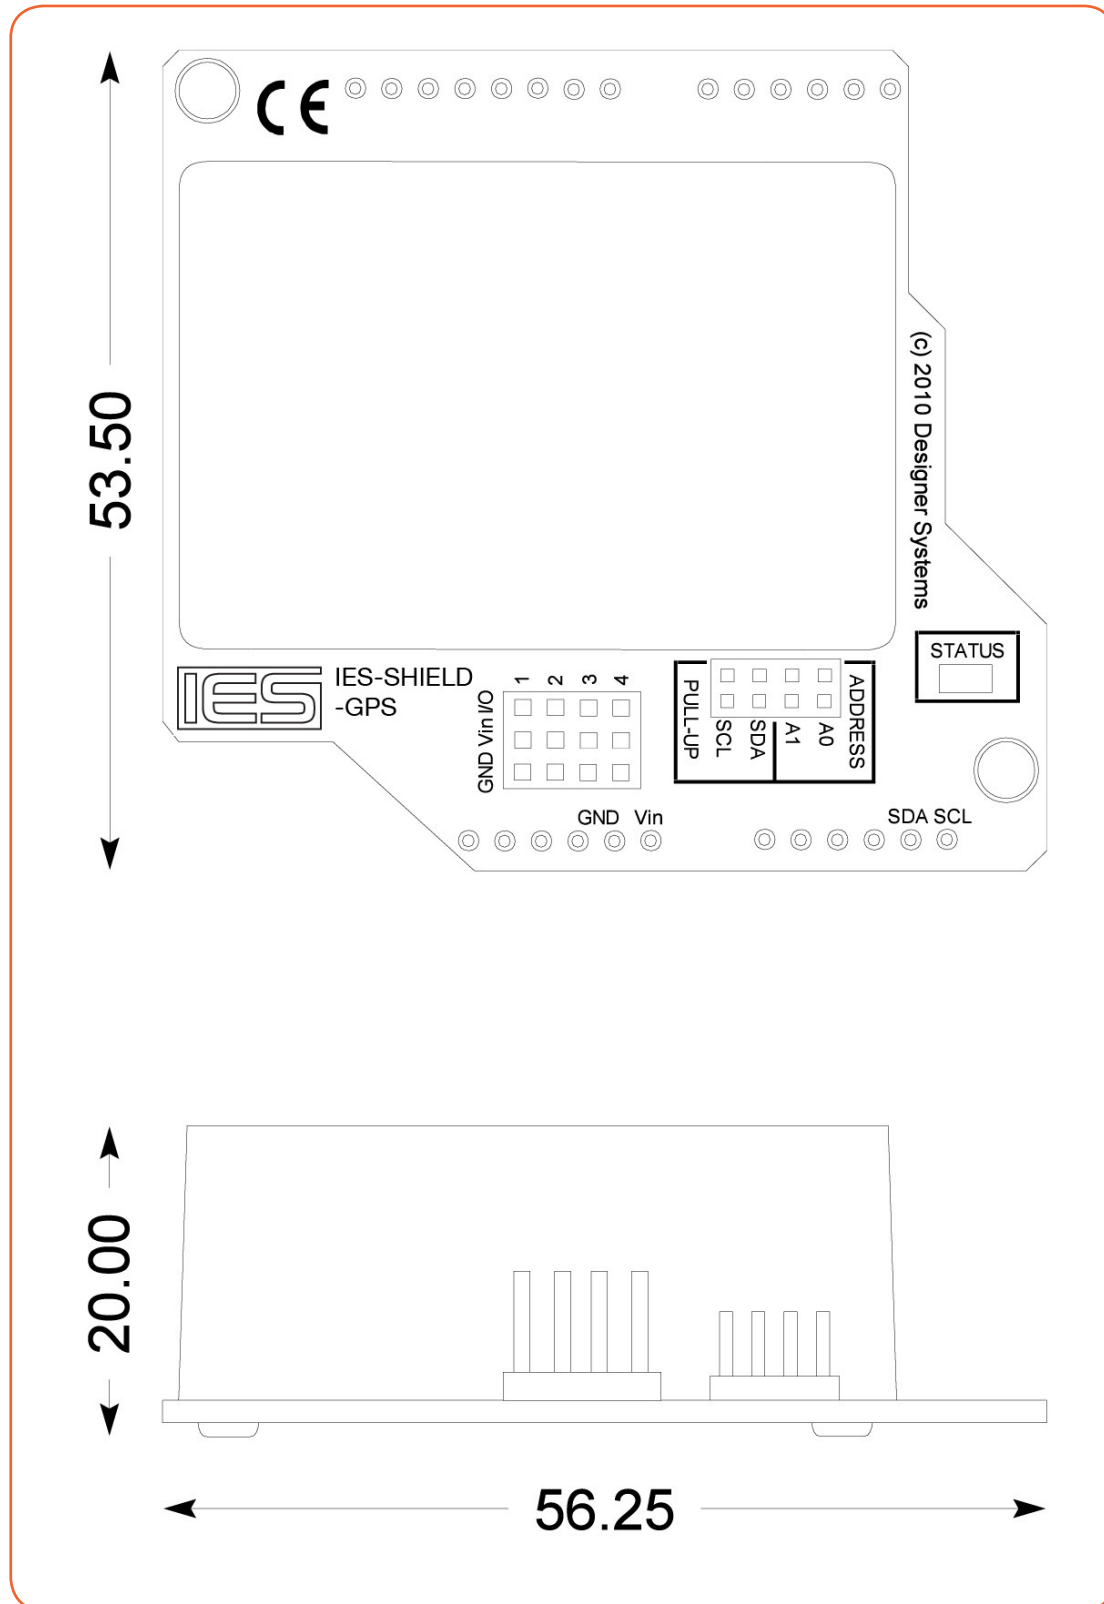 CE
53.50
(c) 2010 Designer Systems
STATUS
IES
IES-SHIELD
-GPS
1 2 3 4
GND Vin I/O
PULL-UP
SCL SDA A1 A0
ADDRESS
GND Vin
SDA SCL
20.00
56.25